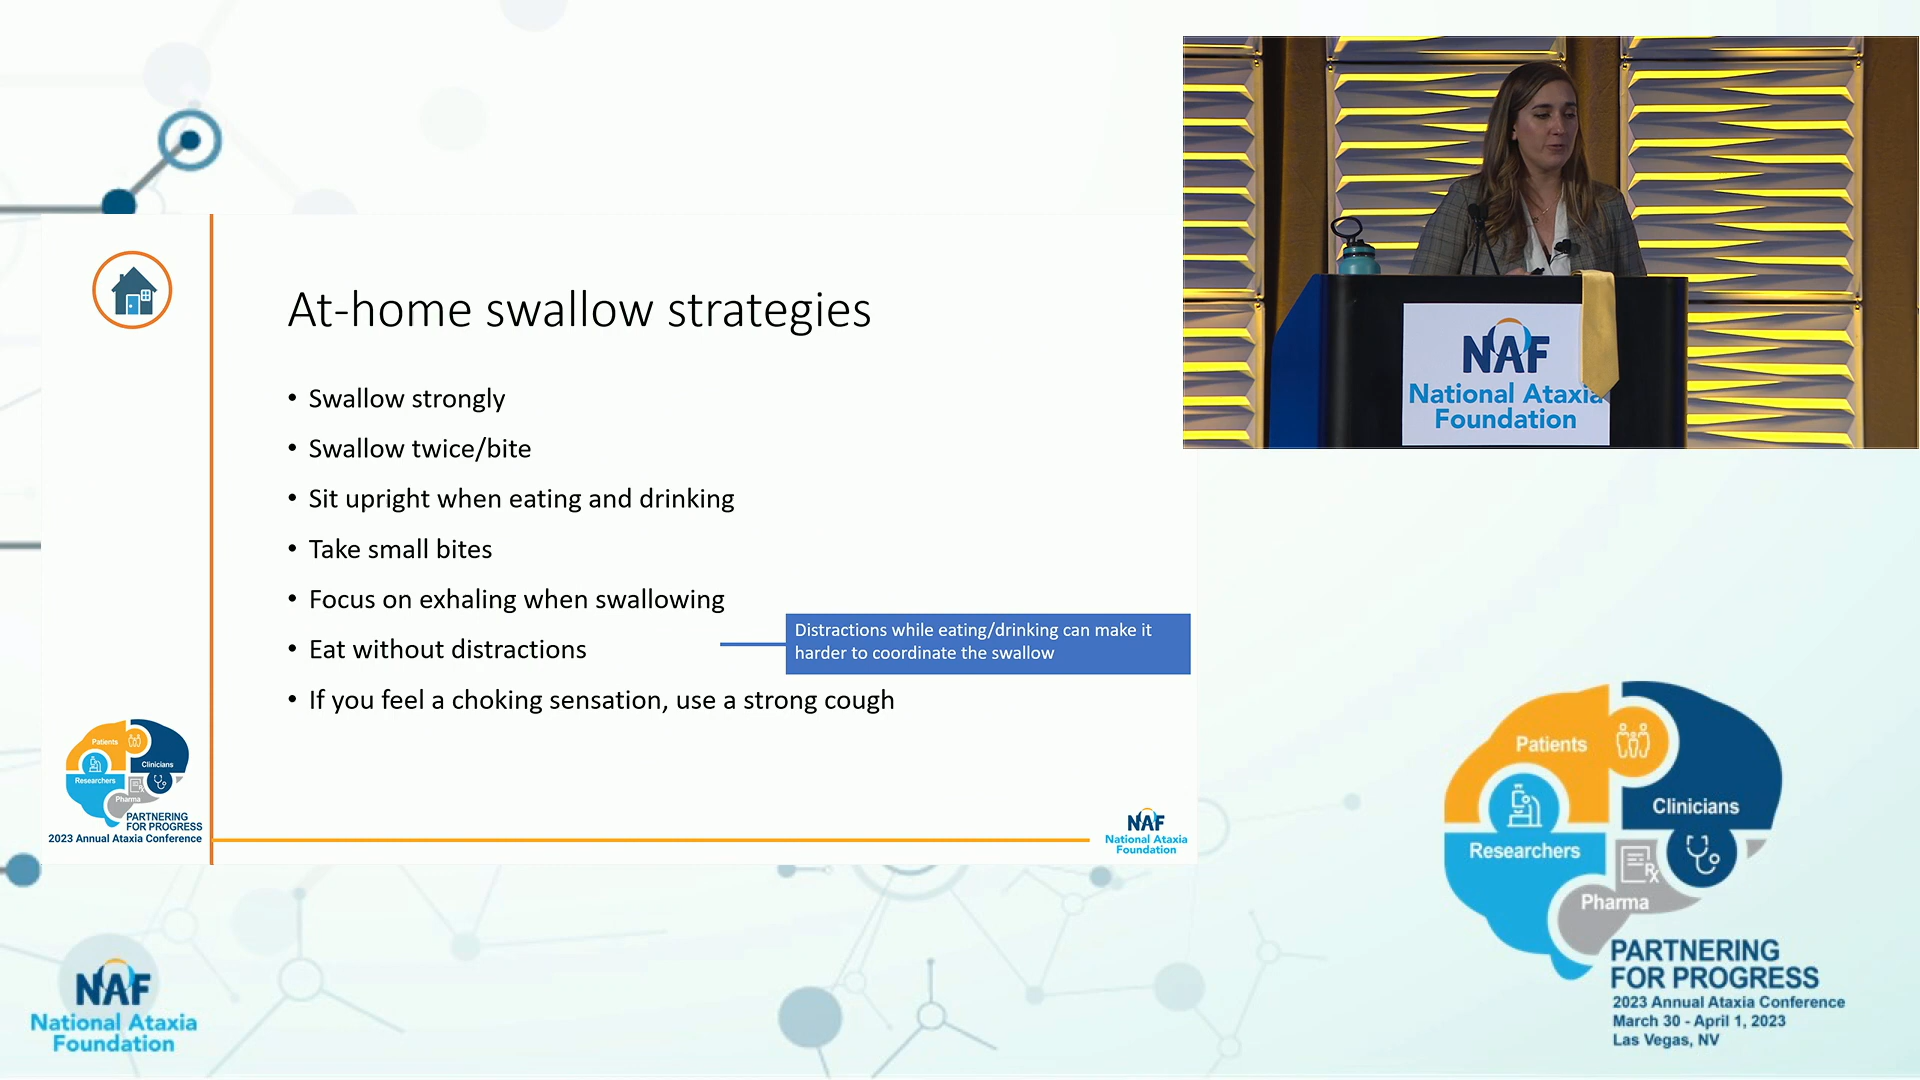 At-home swallow strategies
• Swallow strongly
• Swallow twice/bite
• Sit upright when eating and drinking
• Take small bites
• Focus on exhaling when swallowing
• Eat without distractions
Distractions while eating/drinking can make it
harder to coordinate the swallow
• If you feel a choking sensation, use a strong cough
Patients
Clinicians
Researchers
Pharma
PARTNERING
FOR PROGRESS
2023 Annual Ataxia Conference
NAF
National Ataxia
Foundation
NAF
National Ataxia
Foundation
NAF
National Ataxia
Foundation
Patients
Clinicians
Researchers
Rx
Pharma
PARTNERING
FOR PROGRESS
2023 Annual Ataxia Conference
March 30 - April 1, 2023
Las Vegas, NV